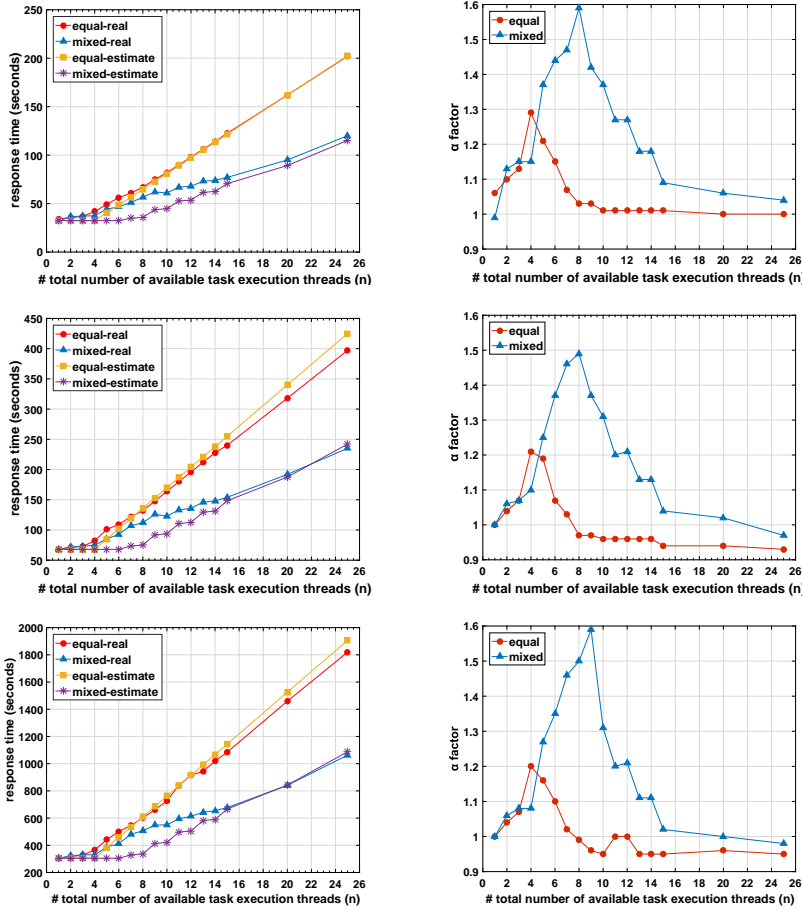 250
200
150
100
50
0
response time (seconds)
equal-real
mixed-real
equal-estimate
mixed-estimate
0 2 4 6 8 10 12 14 16 18 20 22 24 26
# total number of available task execution threads (n)
1.6
1.5
1.4
1.3
1.2
1.1
1
0.9
α factor
equal
mixed
0 2 4 6 8 10 12 14 16 18 20 22 24 26
# total number of available task execution threads (n)
450
400
350
300
250
200
150
100
50
response time (seconds)
equal-real
mixed-real
equal-estimate
mixed-estimate
0 2 4 6 8 10 12 14 16 18 20 22 24 26
# total number of available task execution threads (n)
1.6
1.5
1.4
1.3
1.2
1.1
1
0.9
α factor
equal
mixed
0 2 4 6 8 10 12 14 16 18 20 22 24 26
# total number of available task execution threads (n)
2000
1800
1600
1400
1200
1000
800
600
400
200
response time (seconds)
equal-real
mixed-real
equal-estimate
mixed-estimate
0 2 4 6 8 10 12 14 16 18 20 22 24 26
# total number of available task execution threads (n)
1.6
1.5
1.4
1.3
1.2
1.1
1
0.9
α factor
equal
mixed
0 2 4 6 8 10 12 14 16 18 20 22 24 26
# total number of available task execution threads (n)